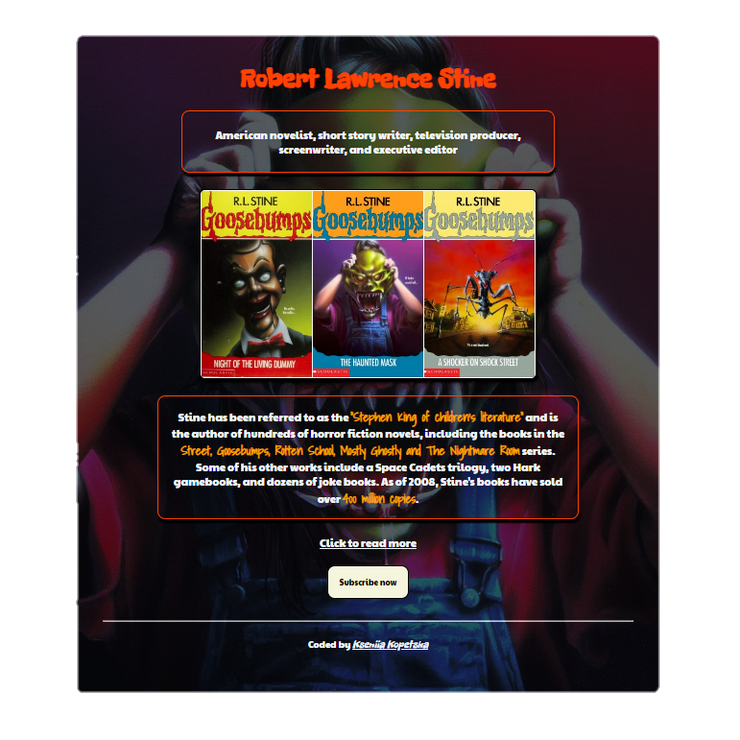 Robert Lawrence Stine
American novelist, short story writer, television producer,
screenwriter, and executive editor
R.L. STINE R.L. STINE R.L. STINE
Goosebumps Goosebumps Goosebumps
NIGHT OF THE LIVING DUMMY THE HAUNTED MASK A SHOCKER ON SHOCK STREET
SCHOLASTIC SCHOLASTIC SCHOLASTIC
Stine has been referred to as the "Stephen King of children's literature" and is
the author of hundreds of horror fiction novels, including the books in the
Street, Goosebumps, Rotten School, Mostly Ghostly and The Nightmare Room series.
Some of his other works include a Space Cadets trilogy, two Hark
gamebooks, and dozens of joke books. As of 2008, Stine's books have sold
over 400 million copies.
Click to read more
Subscribe now
Coded by Kseniia Kopetska